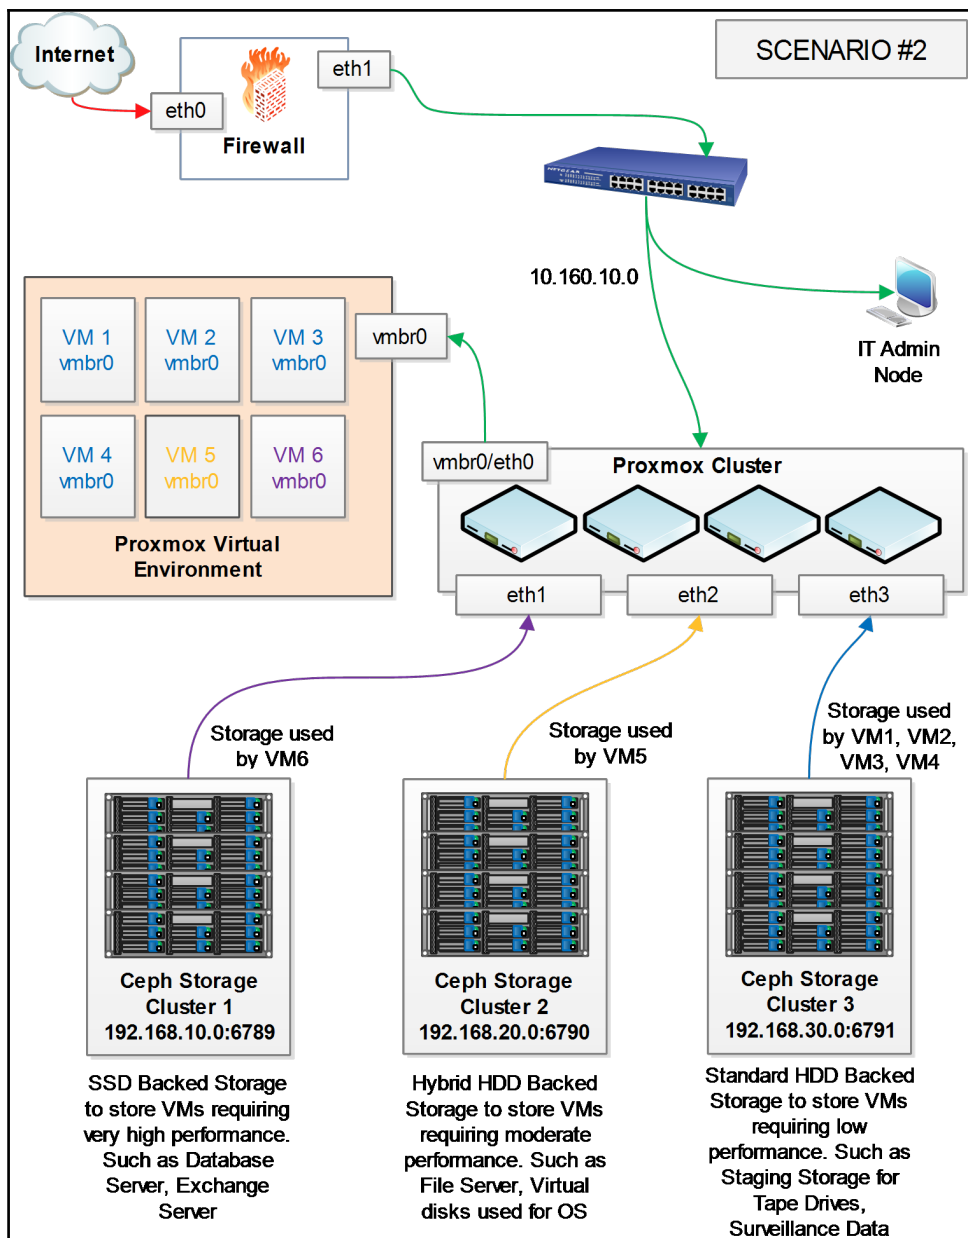 SCENARIO #2
Internet
eth0
Firewall
eth1
NETGEAR
10.160.10.0
IT Admin
Node
VM 1
vmbr0
VM 2
vmbr0
VM 3
vmbr0
vmbr0
VM 4
vmbr0
VM 5
vmbr0
VM 6
vmbr0
Proxmox Virtual
Environment
vmbr0/eth0
Proxmox Cluster
eth1
eth2
eth3
Storage used
by VM6
Storage used
by VM5
Storage used
by VM1, VM2,
VM3, VM4
Ceph Storage
Cluster 1
192.168.10.0:6789
Ceph Storage
Cluster 2
192.168.20.0:6790
Ceph Storage
Cluster 3
192.168.30.0:6791
SSD Backed Storage
to store VMs requiring
very high performance.
Such as Database
Server, Exchange
Server
Hybrid HDD Backed
Storage to store VMs
requiring moderate
performance. Such as
File Server, Virtual
disks used for OS
Standard HDD Backed
Storage to store VMs
requiring low
performance. Such as
Staging Storage for
Tape Drives,
Surveillance Data